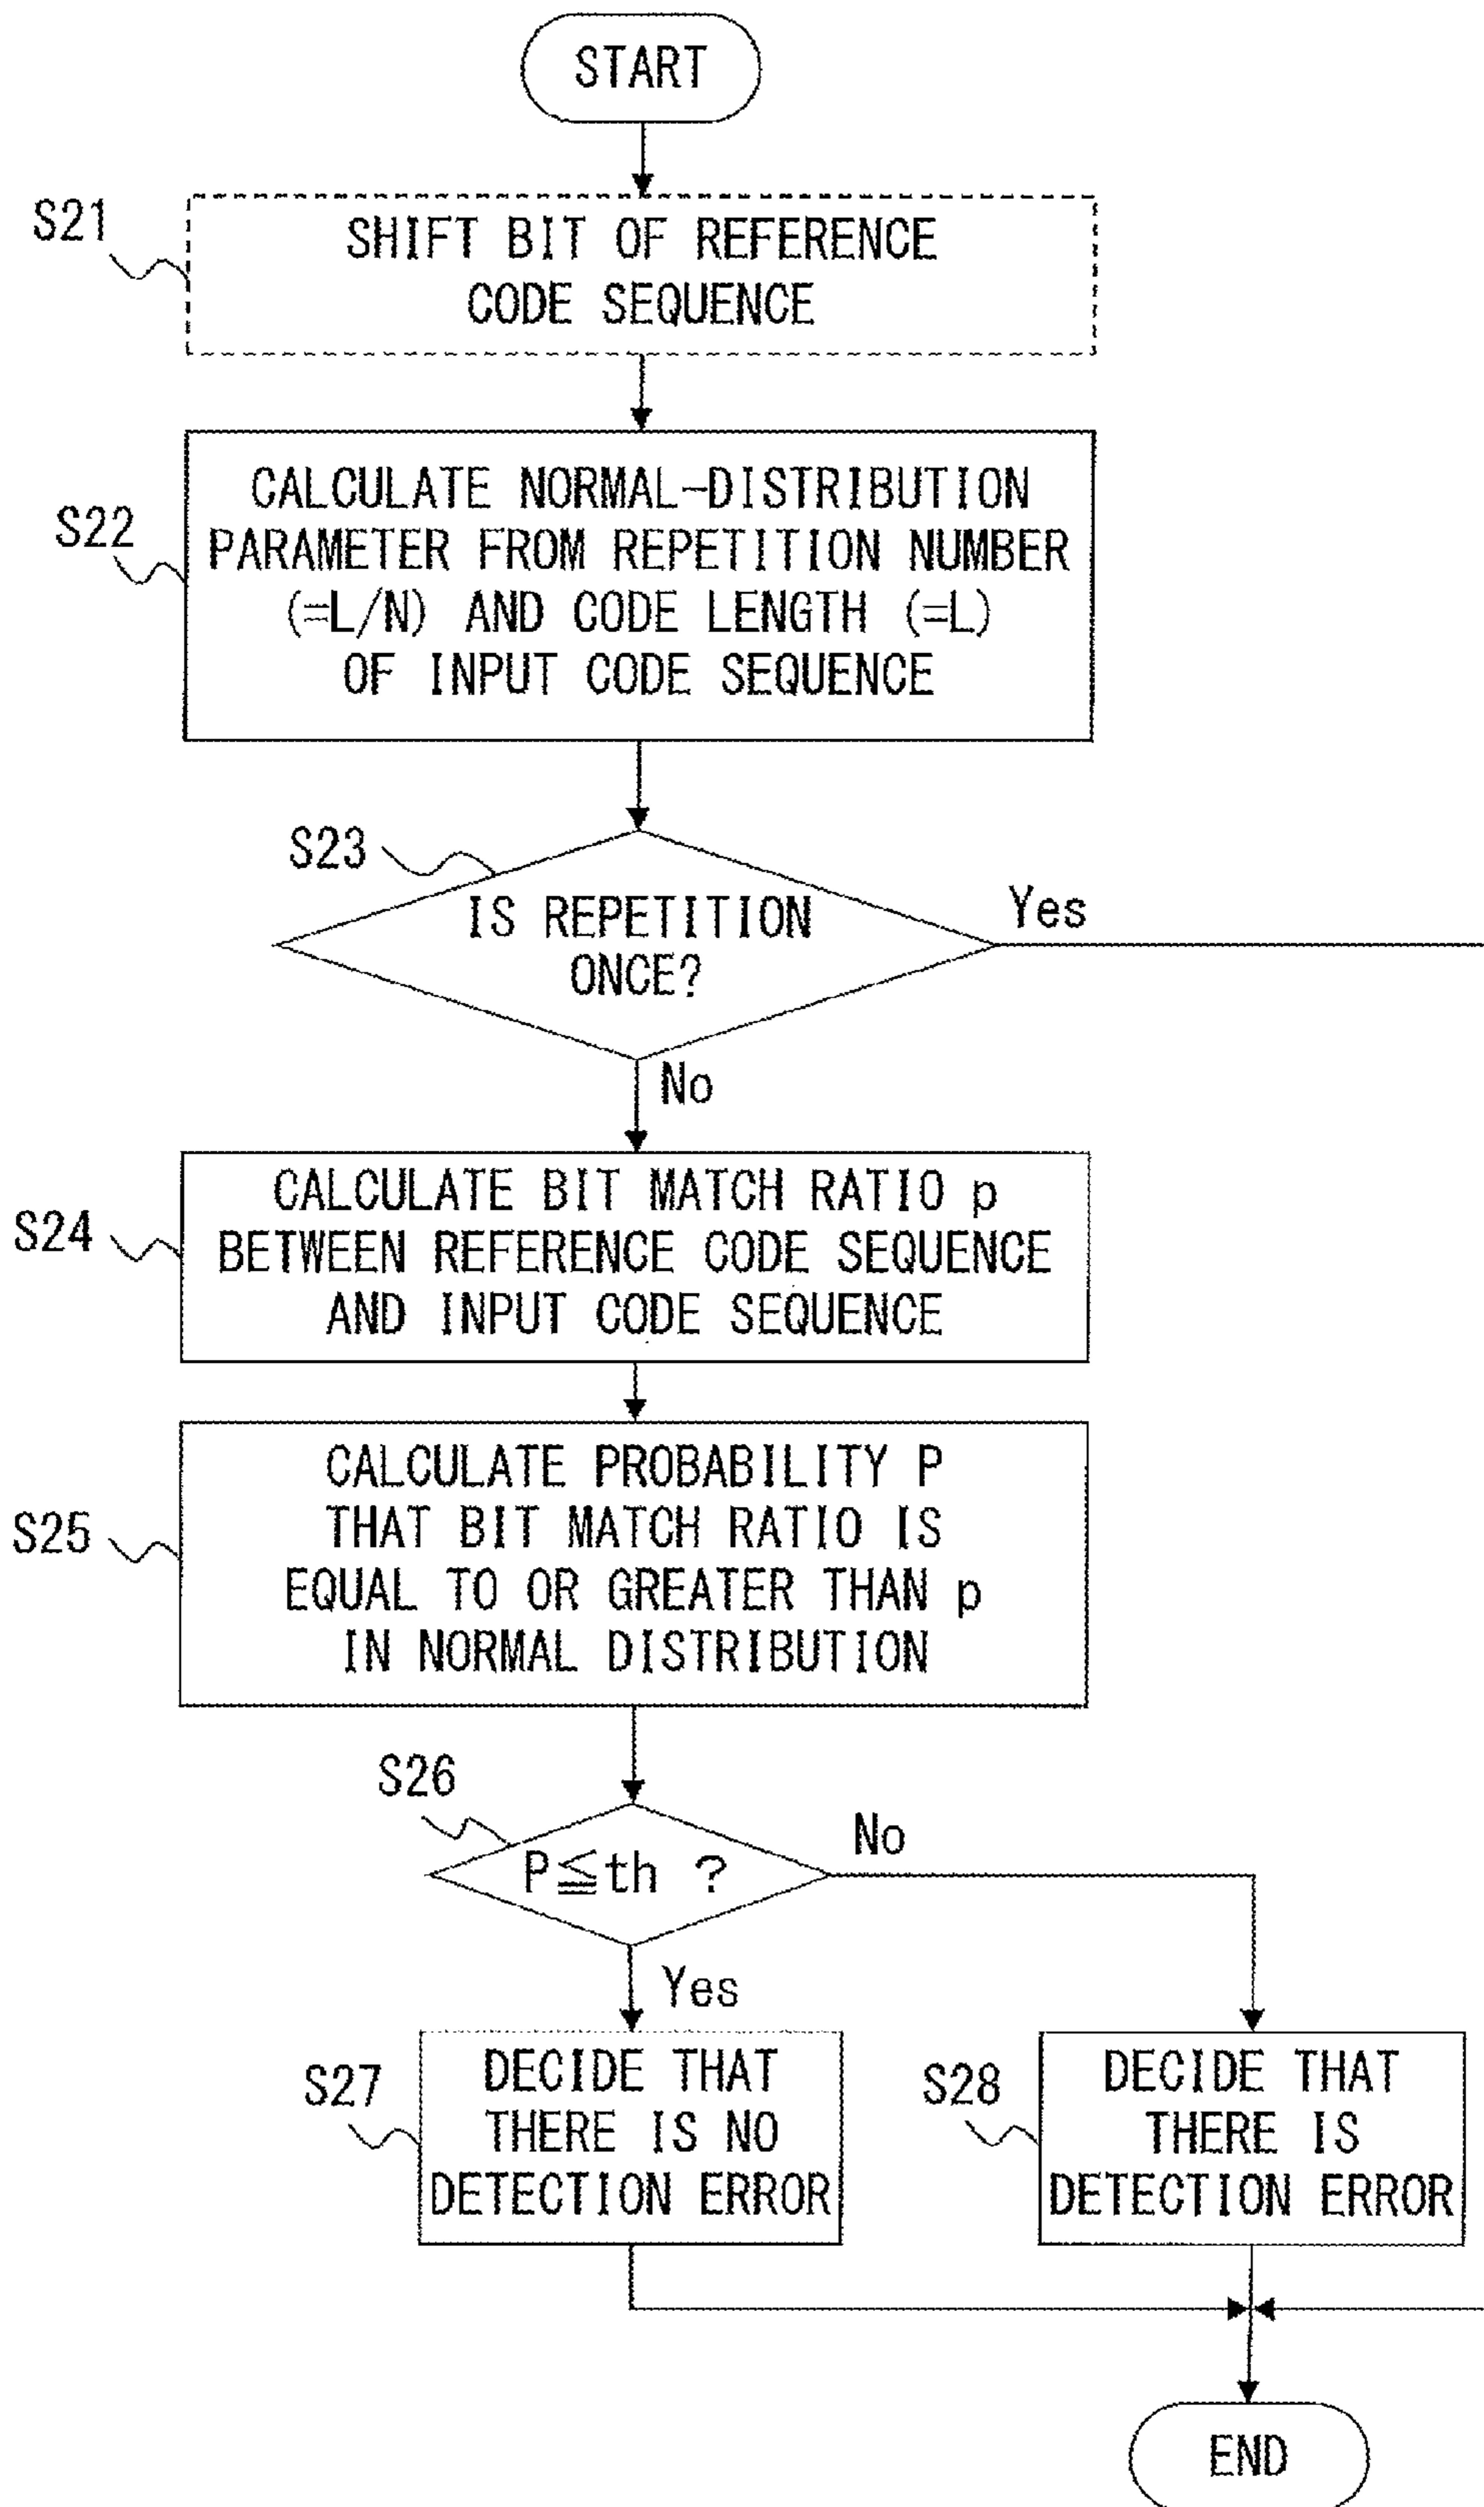 START
S21
SHIFT BIT OF REFERENCE
CODE SEQUENCE
S22
CALCULATE NORMAL-DISTRIBUTION
PARAMETER FROM REPETITION NUMBER
(=L/N) AND CODE LENGTH (=L)
OF INPUT CODE SEQUENCE
S23
IS REPETITION
ONCE?
Yes
No
S24
CALCULATE BIT MATCH RATIO p
BETWEEN REFERENCE CODE SEQUENCE
AND INPUT CODE SEQUENCE
S25
CALCULATE PROBABILITY P
THAT BIT MATCH RATIO IS
EQUAL TO OR GREATER THAN p
IN NORMAL DISTRIBUTION
S26
P≦th ?
No
Yes
S27
DECIDE THAT
THERE IS NO
DETECTION ERROR
S28
DECIDE THAT
THERE IS
DETECTION ERROR
END